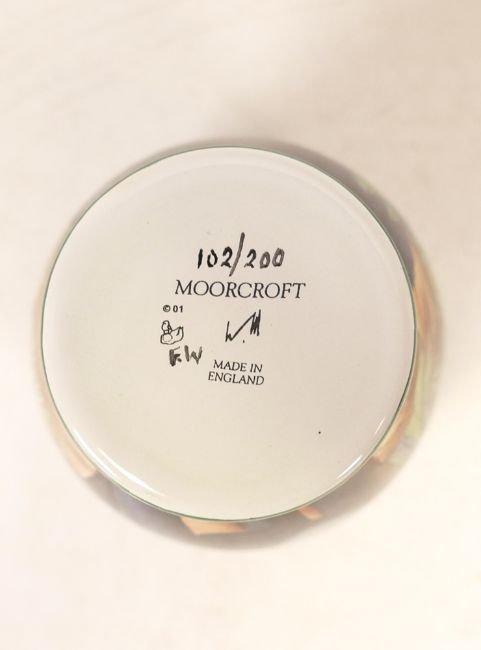 102/200
MOORCROFT
©01
W.M
F.W
MADE IN
ENGLAND